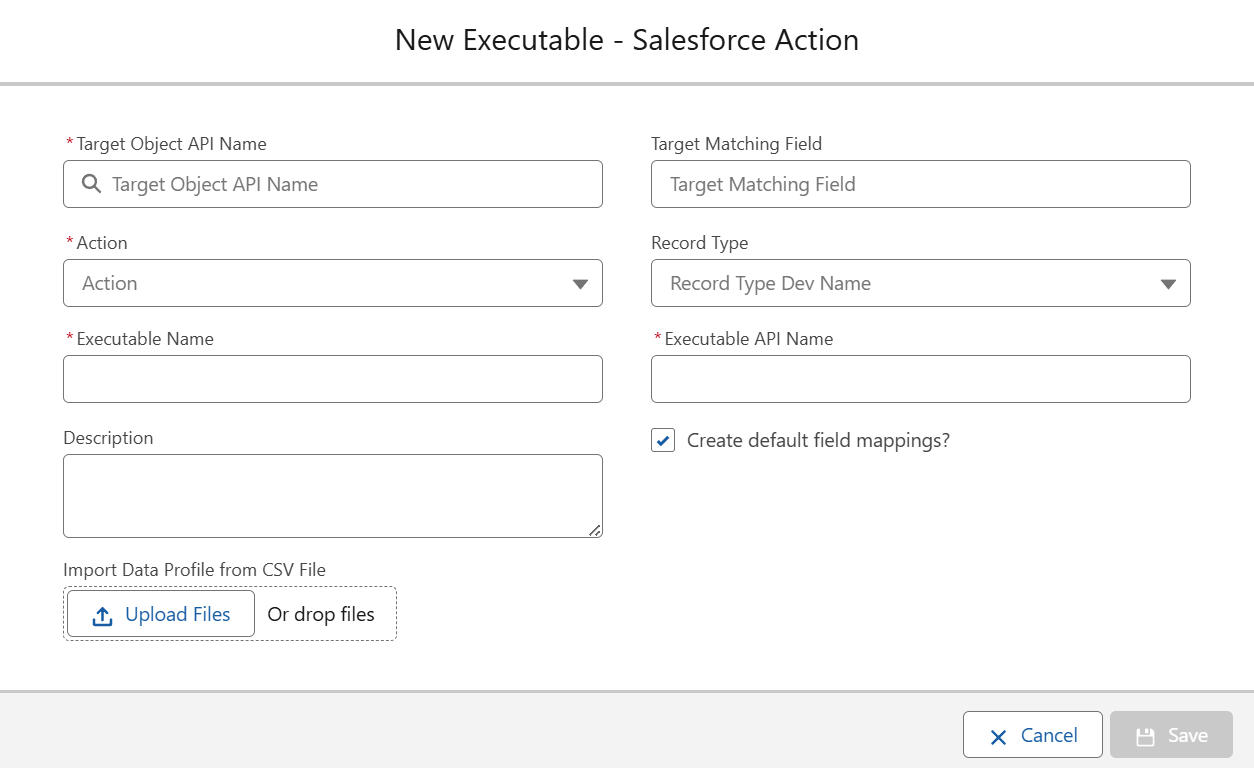 New Executable - Salesforce Action
* Target Object API Name
Target Object API Name
Target Matching Field
Target Matching Field
* Action
Action
Record Type
Record Type Dev Name
* Executable Name
* Executable API Name
Description
Create default field mappings?
Import Data Profile from CSV File
Upload Files Or drop files
Cancel
Save